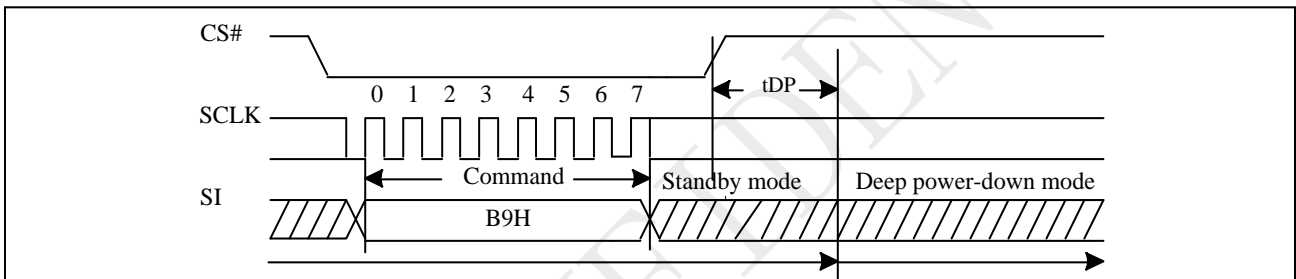 CS#
tDP
0 1 2 3 4 5 6 7
SCLK
Command
Standby mode Deep power-down mode
SI
B9H